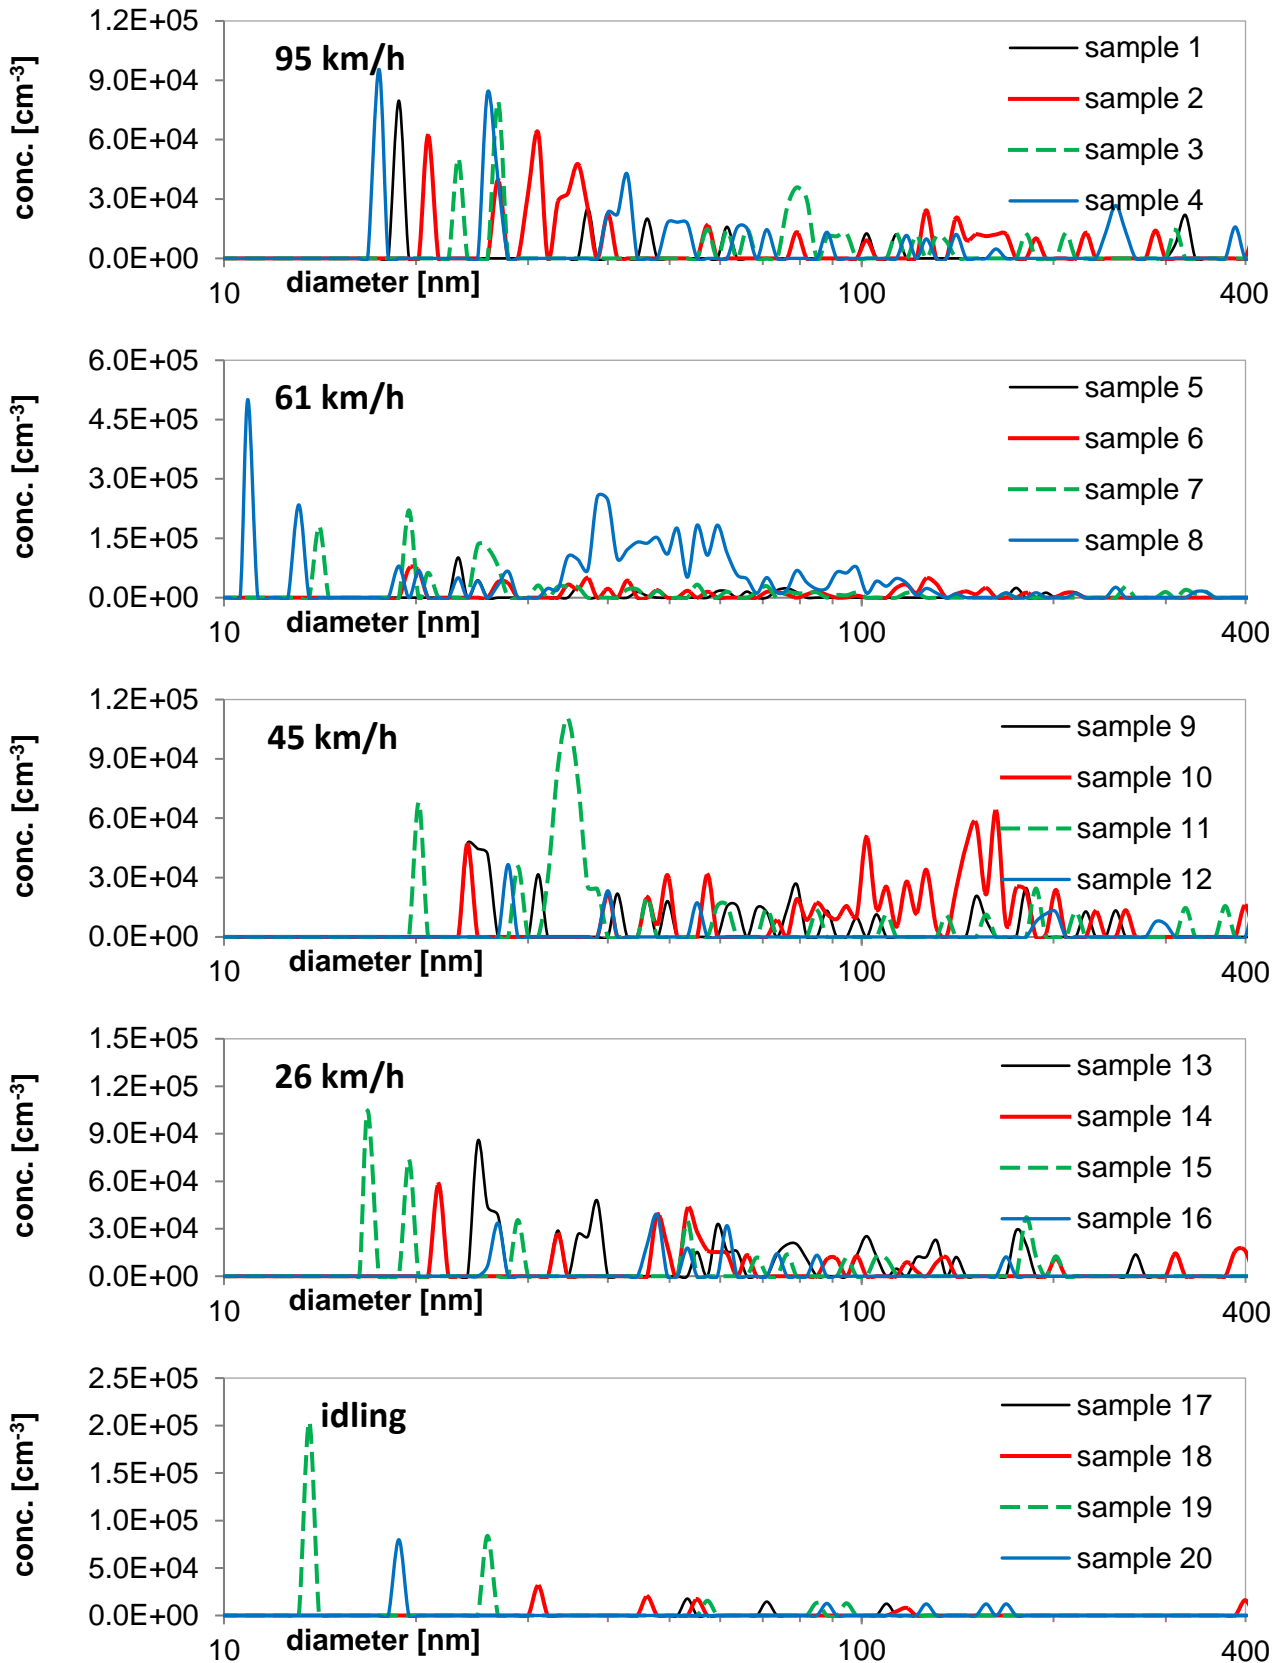 1.2E+05
9.0E+04
6.0E+04
3.0E+04
0.0E+00
conc. [cm-3]
95 km/h
sample 1
sample 2
sample 3
sample 4
10
diameter [nm]
100
400
6.0E+05
4.5E+05
3.0E+05
1.5E+05
0.0E+00
conc. [cm-3]
61 km/h
sample 5
sample 6
sample 7
sample 8
10
diameter [nm]
100
400
1.2E+05
9.0E+04
6.0E+04
3.0E+04
0.0E+00
conc. [cm-3]
45 km/h
sample 9
sample 10
sample 11
sample 12
10
diameter [nm]
100
400
1.5E+05
1.2E+05
9.0E+04
6.0E+04
3.0E+04
0.0E+00
conc. [cm-3]
26 km/h
sample 13
sample 14
sample 15
sample 16
10
diameter [nm]
100
400
2.5E+05
2.0E+05
1.5E+05
1.0E+05
5.0E+04
0.0E+00
conc. [cm-3]
idling
sample 17
sample 18
sample 19
sample 20
10
diameter [nm]
100
400